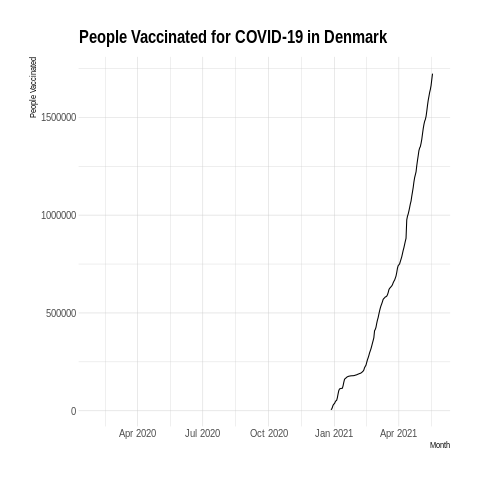 People Vaccinated for COVID-19 in Denmark
People Vaccinated
1500000
1000000
500000
0
Apr 2020 Jul 2020 Oct 2020 Jan 2021 Apr 2021
Month